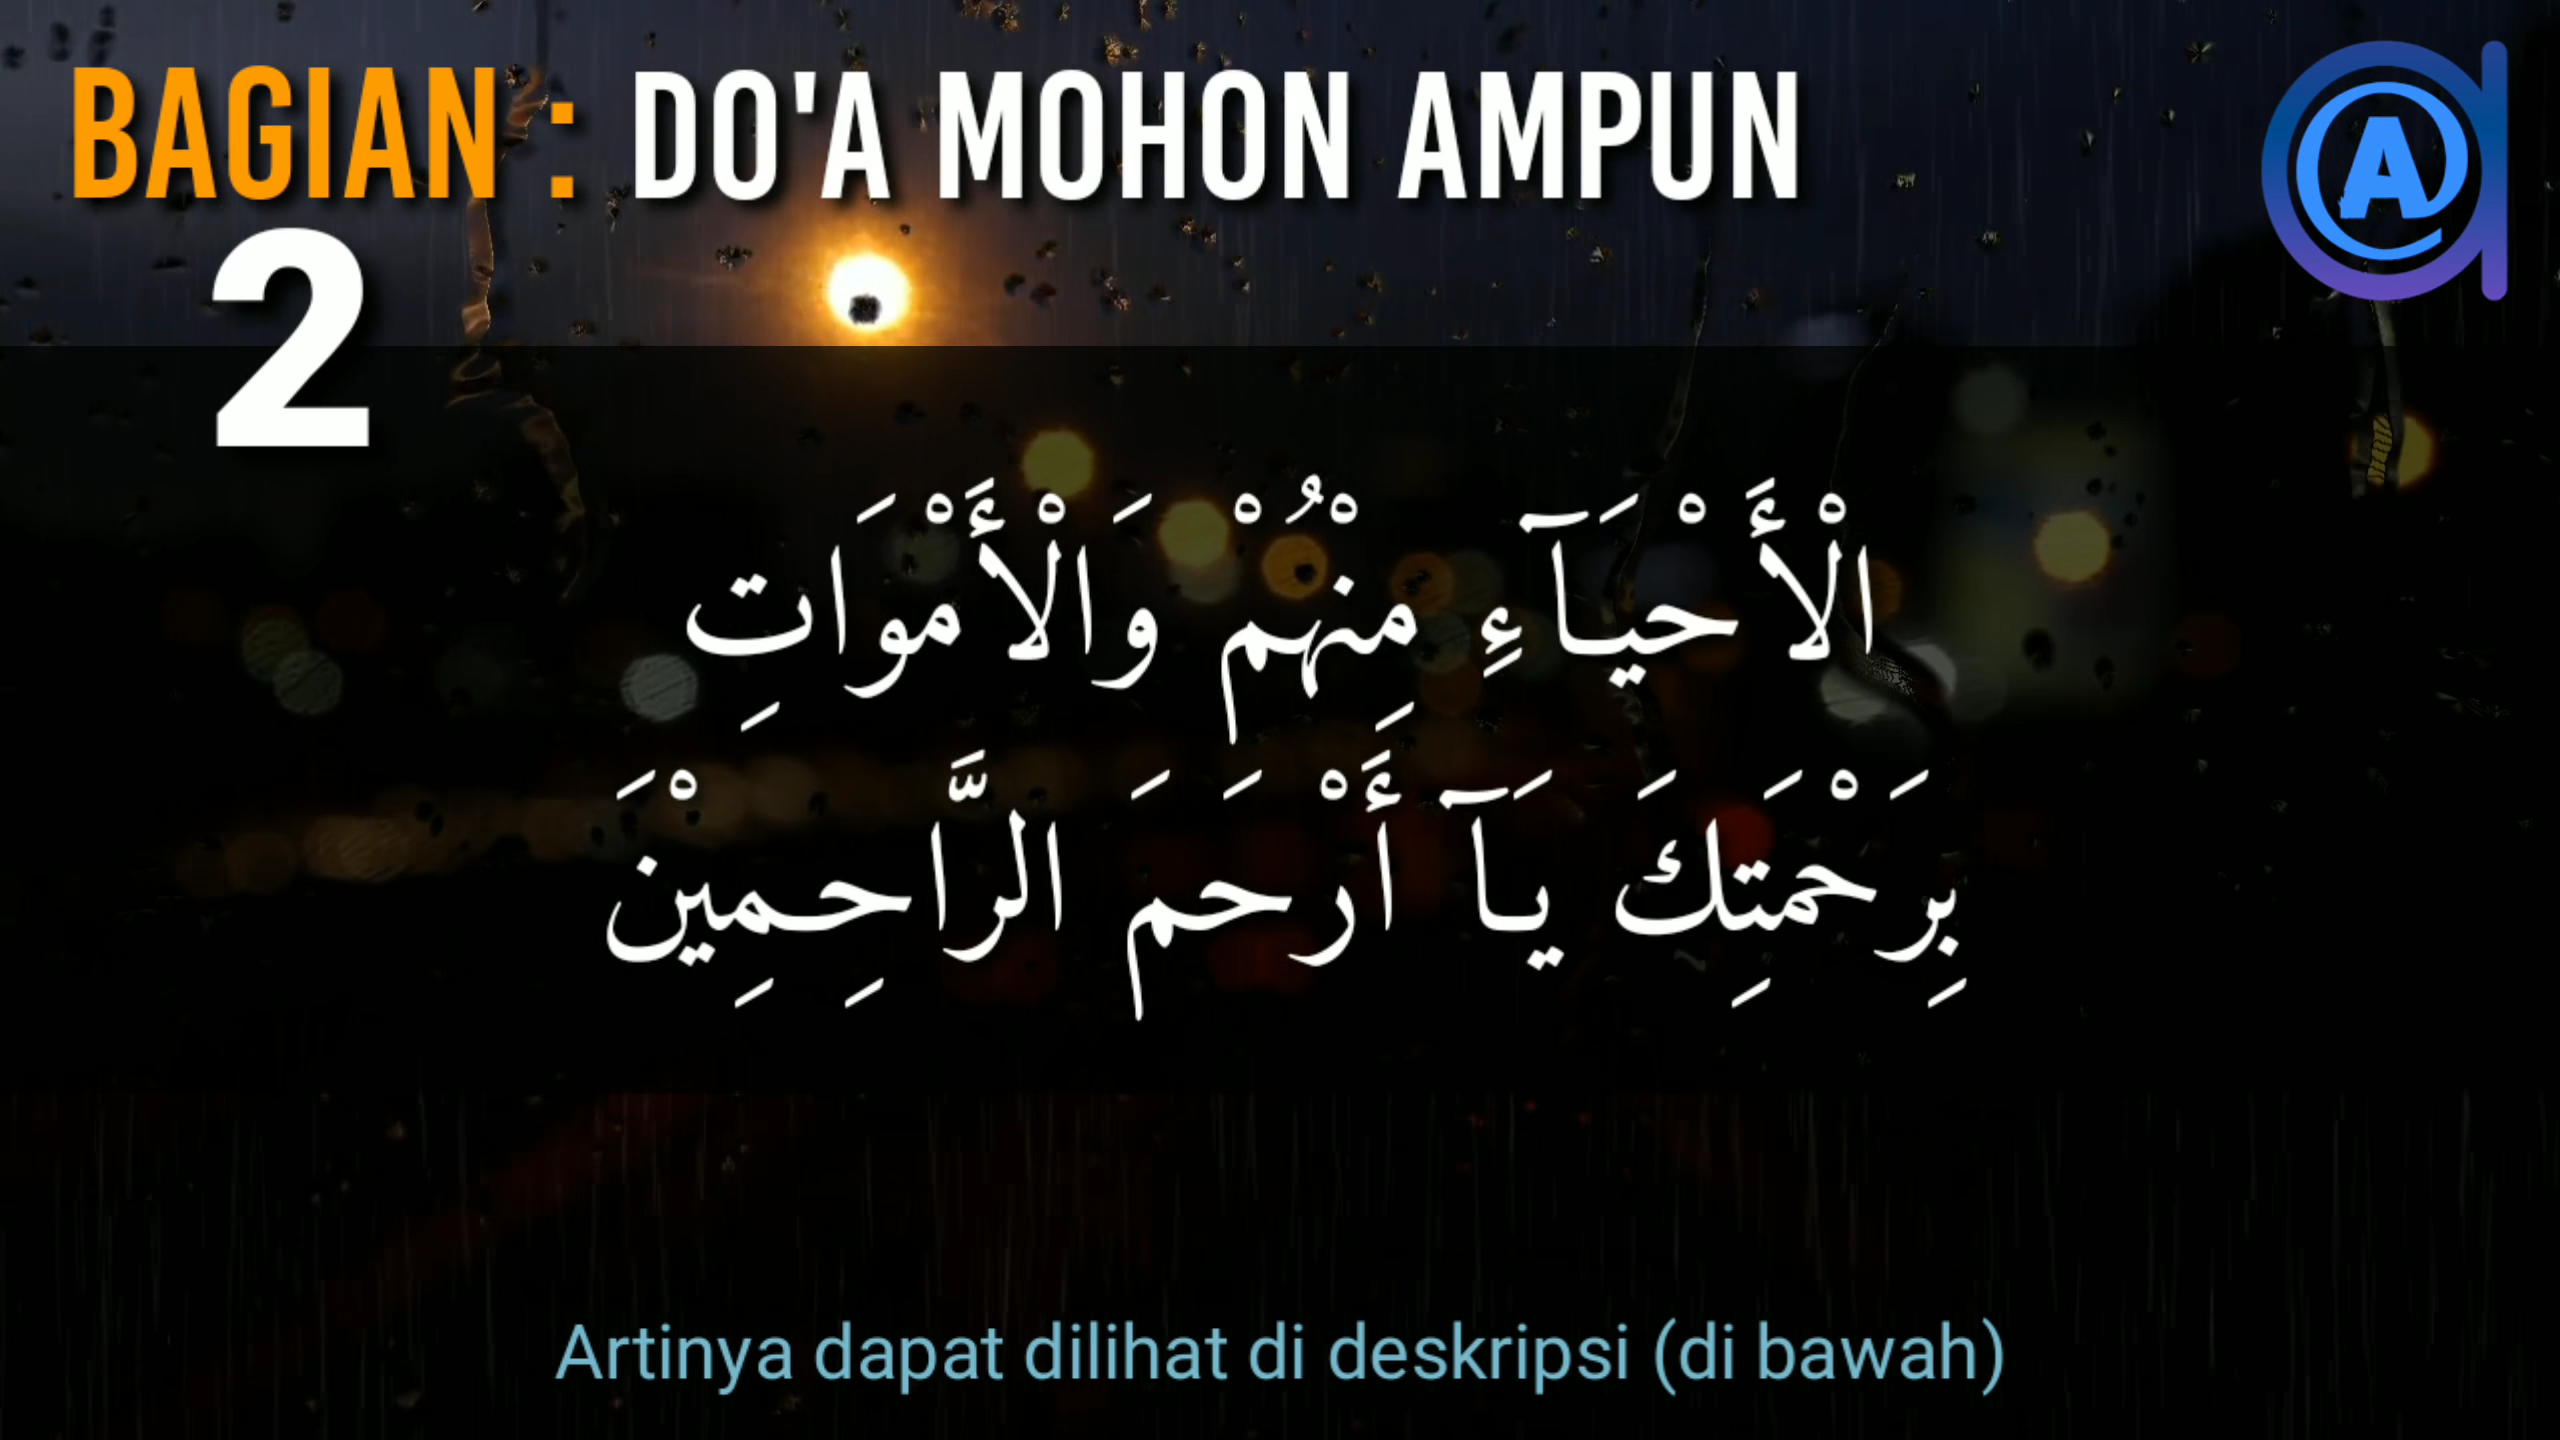 BAGIAN : DO'A MOHON AMPUN
2
A
الْأَحْيَآءِ مِنْهُمْ وَالْأَمْوَاتِ
بِرَحْمَتِكَ يَآ أَرْحَمَ الرَّاحِمِيْنَ
Artinya dapat dilihat di deskripsi (di bawah)